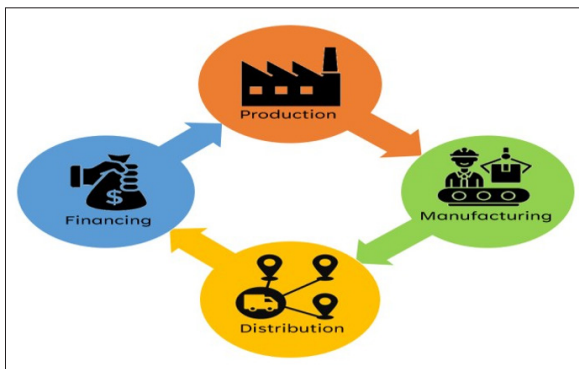 Production
Financing
Manufacturing
$
Distribution